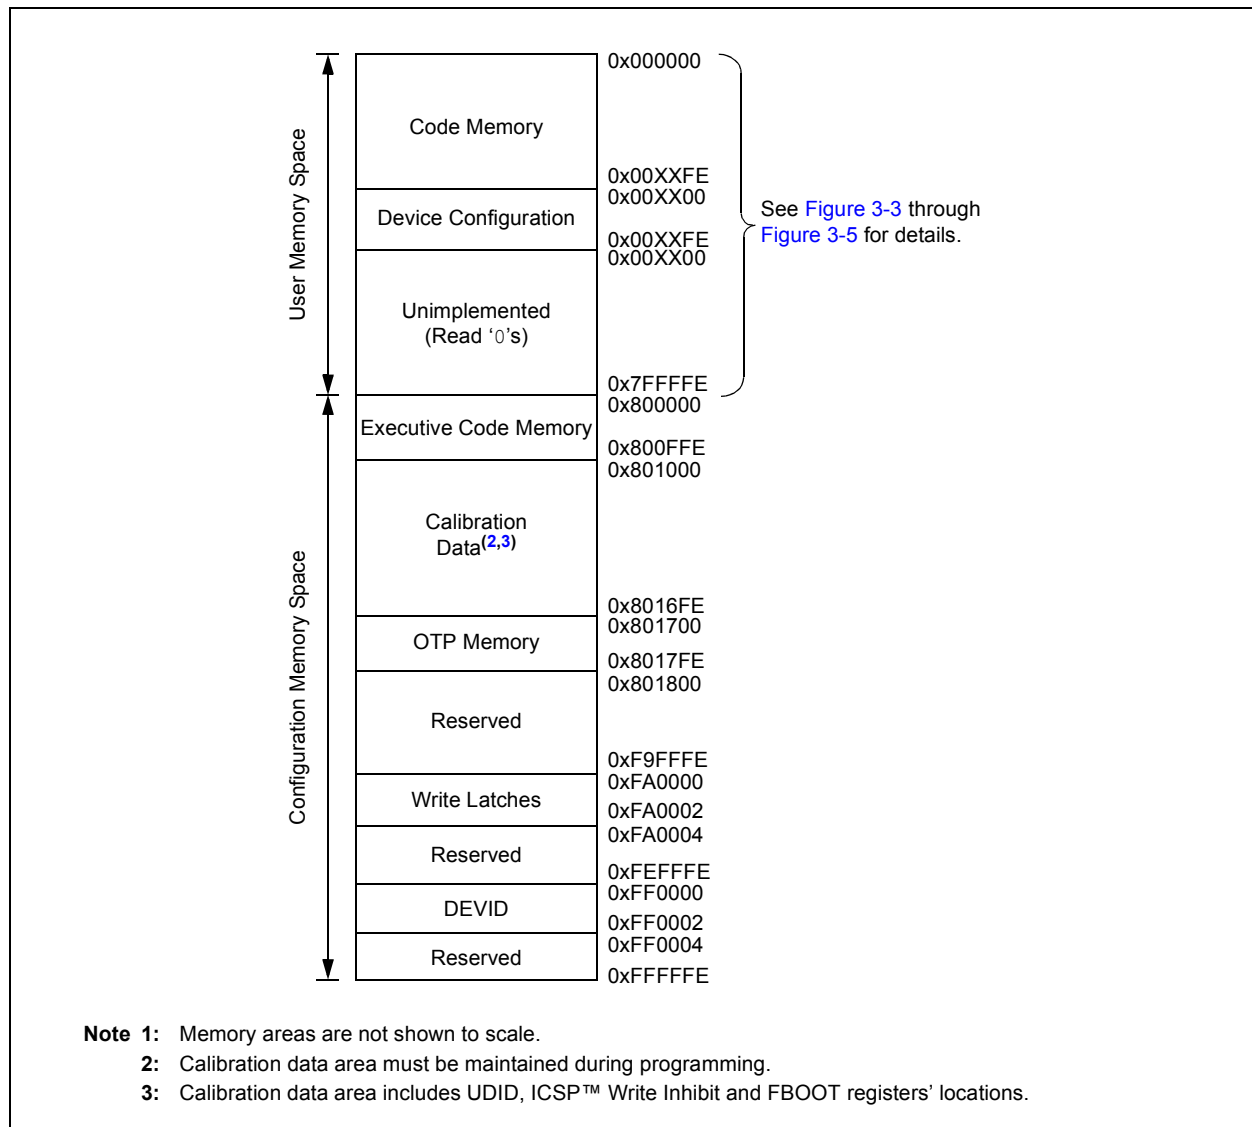 0x000000
Code Memory
0x00XXFE
0x00XX00
Device Configuration
0x00XXFE
0x00XX00
Unimplemented
(Read ‘0’s)
0x7FFFFE
User Memory Space
See Figure 3-3 through
Figure 3-5 for details.
0x800000
Executive Code Memory
0x800FFE
0x801000
Calibration
Data(2,3)
0x8016FE
0x801700
OTP Memory
0x8017FE
0x801800
Reserved
0xF9FFFE
0xFA0000
Write Latches
0xFA0002
0xFA0004
Reserved
0xFEFFFE
0xFF0000
DEVID
0xFF0002
0xFF0004
Reserved
0xFFFFFE
Configuration Memory Space
Note 1: Memory areas are not shown to scale.
2: Calibration data area must be maintained during programming.
3: Calibration data area includes UDID, ICSP™ Write Inhibit and FBOOT registers’ locations.